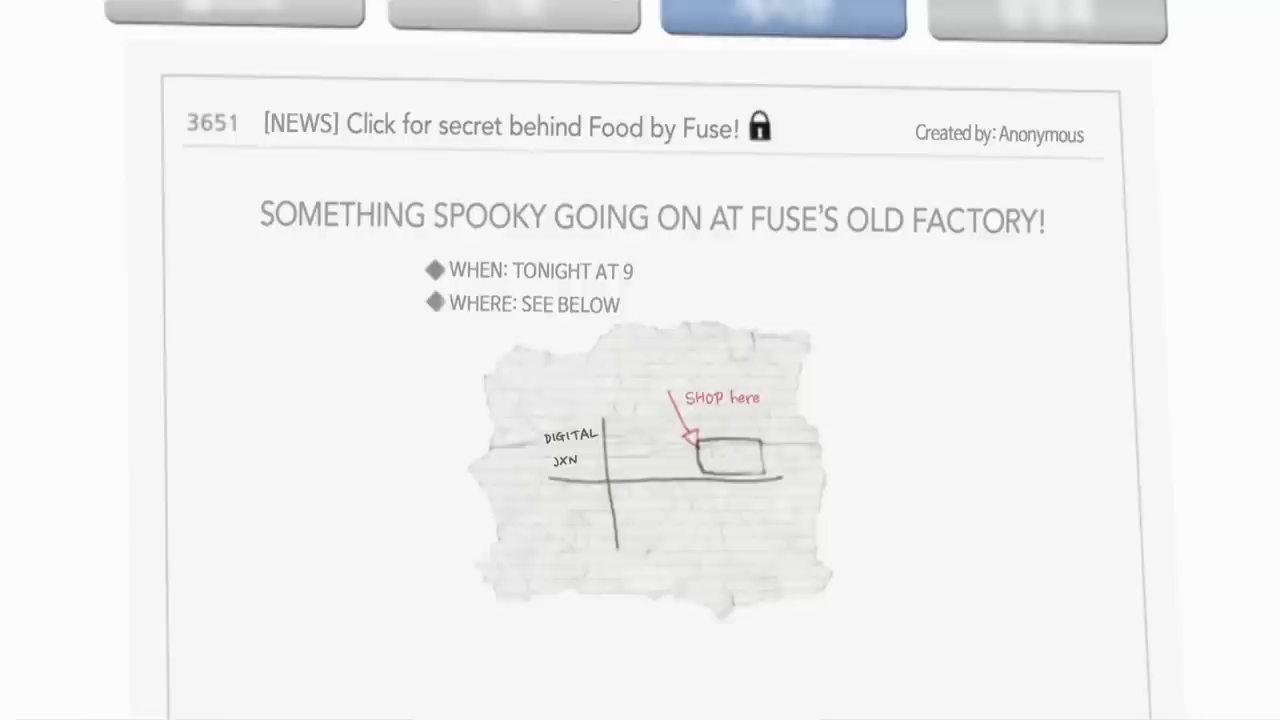 3651 [NEWS] Click for secret behind Food by Fuse! Created by: Anonymous
SOMETHING SPOOKY GOING ON AT FUSE'S OLD FACTORY!
◆ WHEN: TONIGHT AT 9
◆ WHERE: SEE BELOW
SHOP here
DIGITAL
JXN